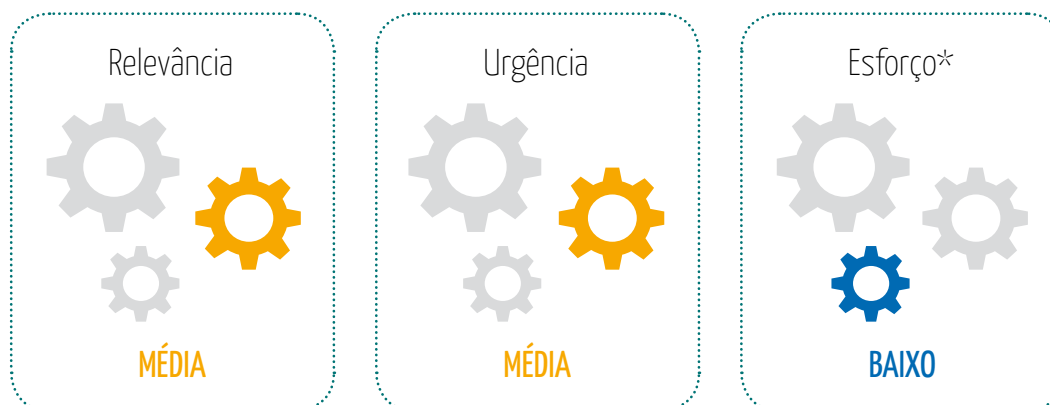 Relevância
Urgência
Esforço*
MÉDIA
MÉDIA
BAIXO